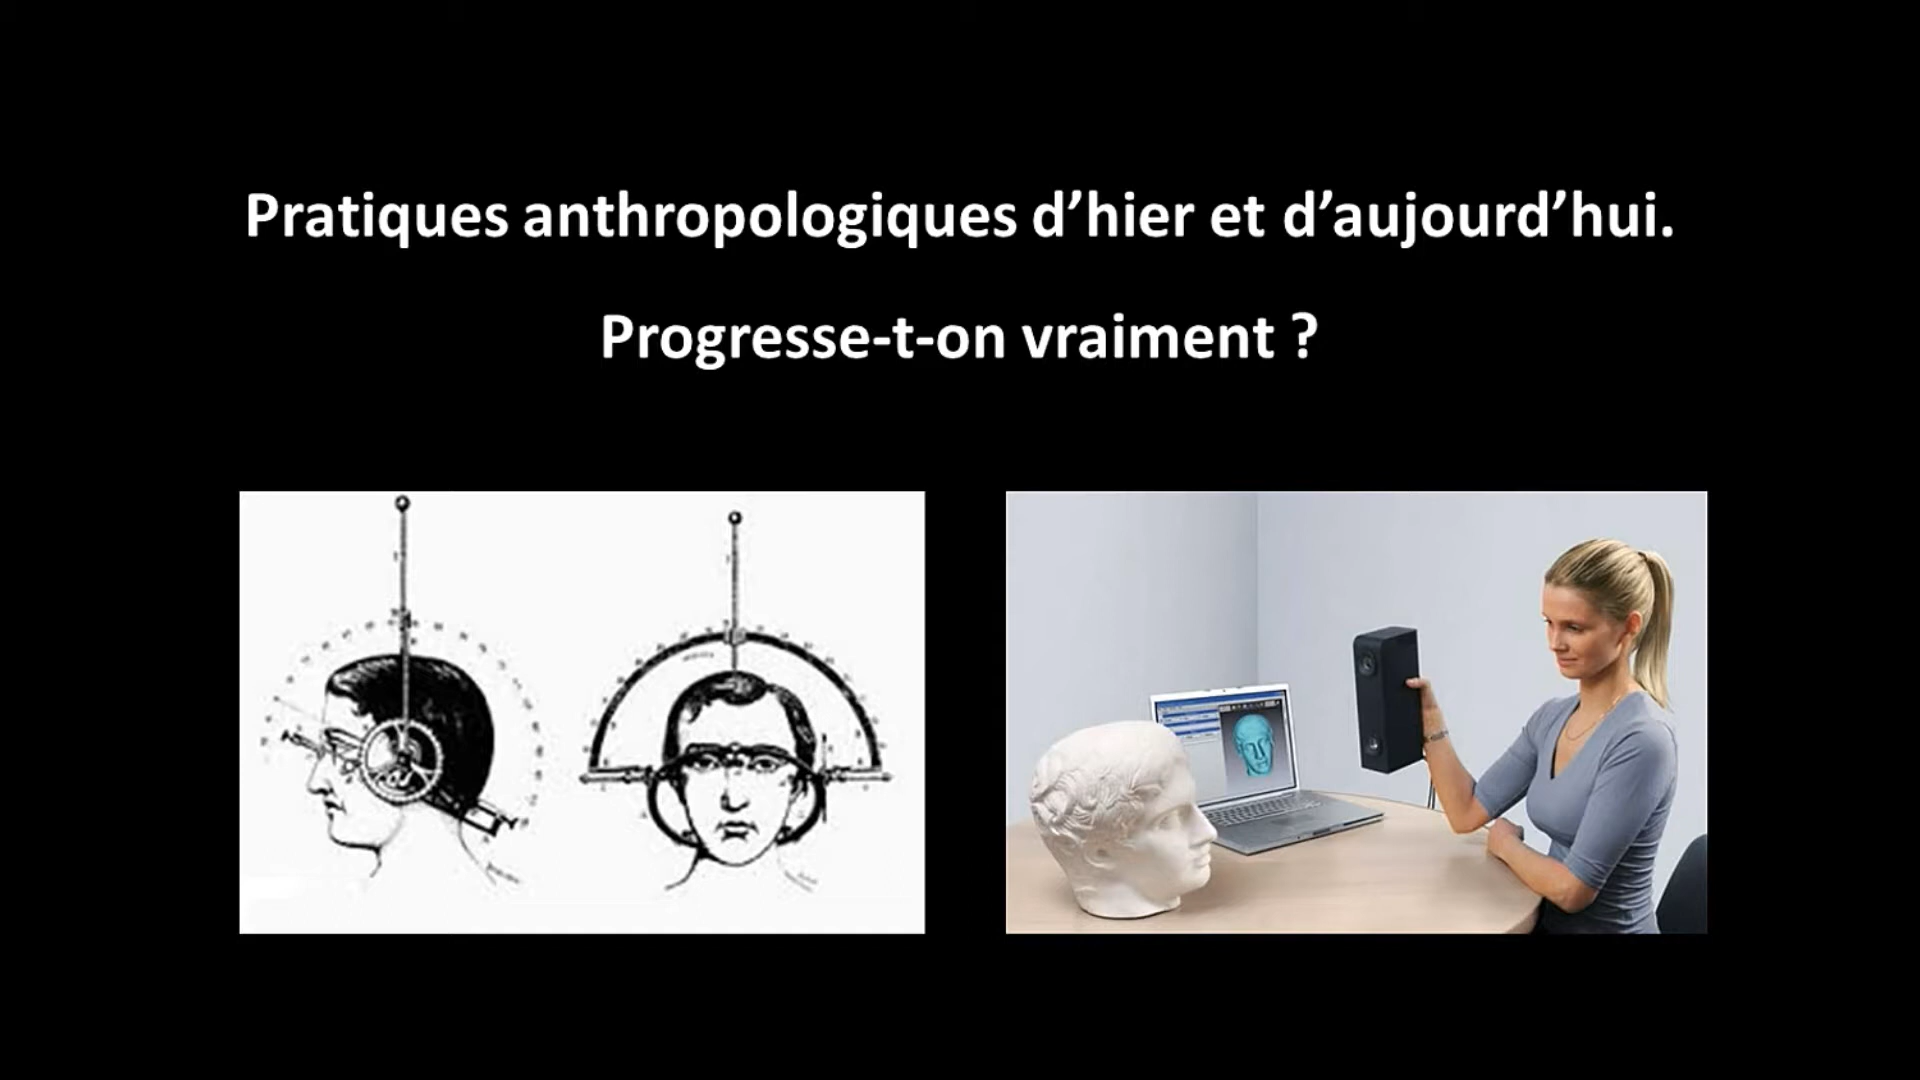 Pratiques anthropologiques d’hier et d’aujourd’hui.
Progresse-t-on vraiment ?